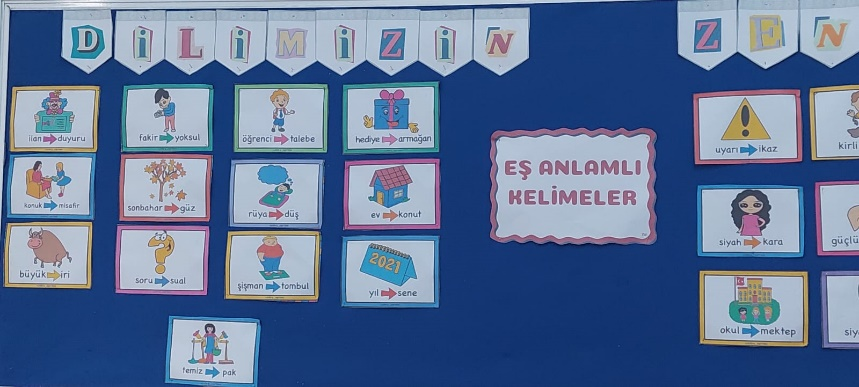 DİLİMİZİN ZEN
ilan duyuru
fakir yoksul
öğrenci talebe
hediye armağan
konuk misafir
sonbahar güz
rüya düş
ev konut
büyük iri
soru sual
şişman tombul
2021
yıl sene
temiz pak
EŞ ANLAMLI
KELİMELER
uyarı ikaz
kirli
siyah kara
güçlü
okul mektep